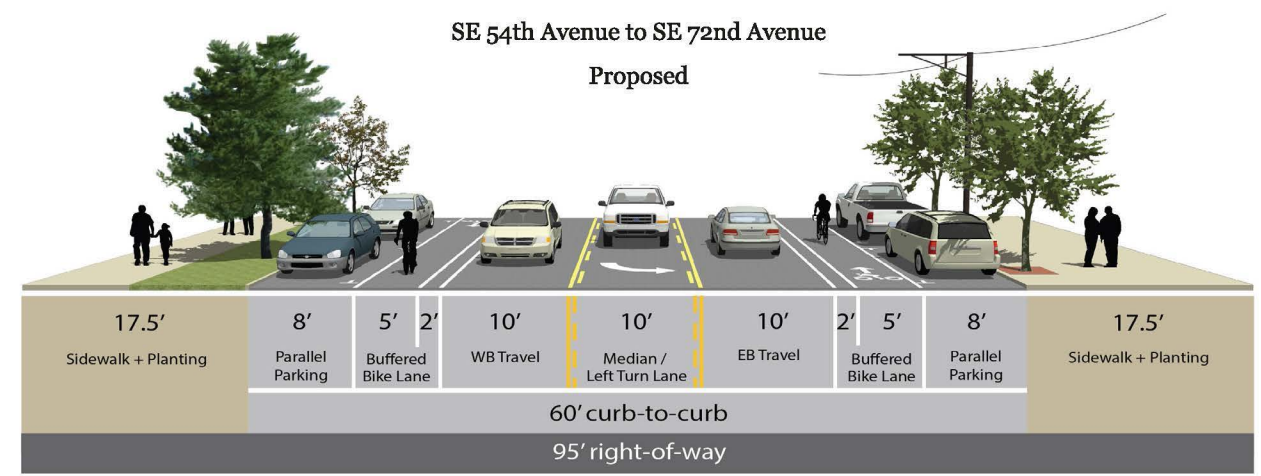 SE 54th Avenue to SE 72nd Avenue
Proposed
17.5’ 8’ 5’ 2’ 10’ 10’ 10’ 2’ 5’ 8’ 17.5’
Sidewalk + Planting
Parallel
Parking
Buffered
Bike Lane
WB Travel
Median /
Left Turn Lane
EB Travel
Buffered
Bike Lane
Parallel
Parking
Sidewalk + Planting
60’ curb-to-curb
95’ right-of-way